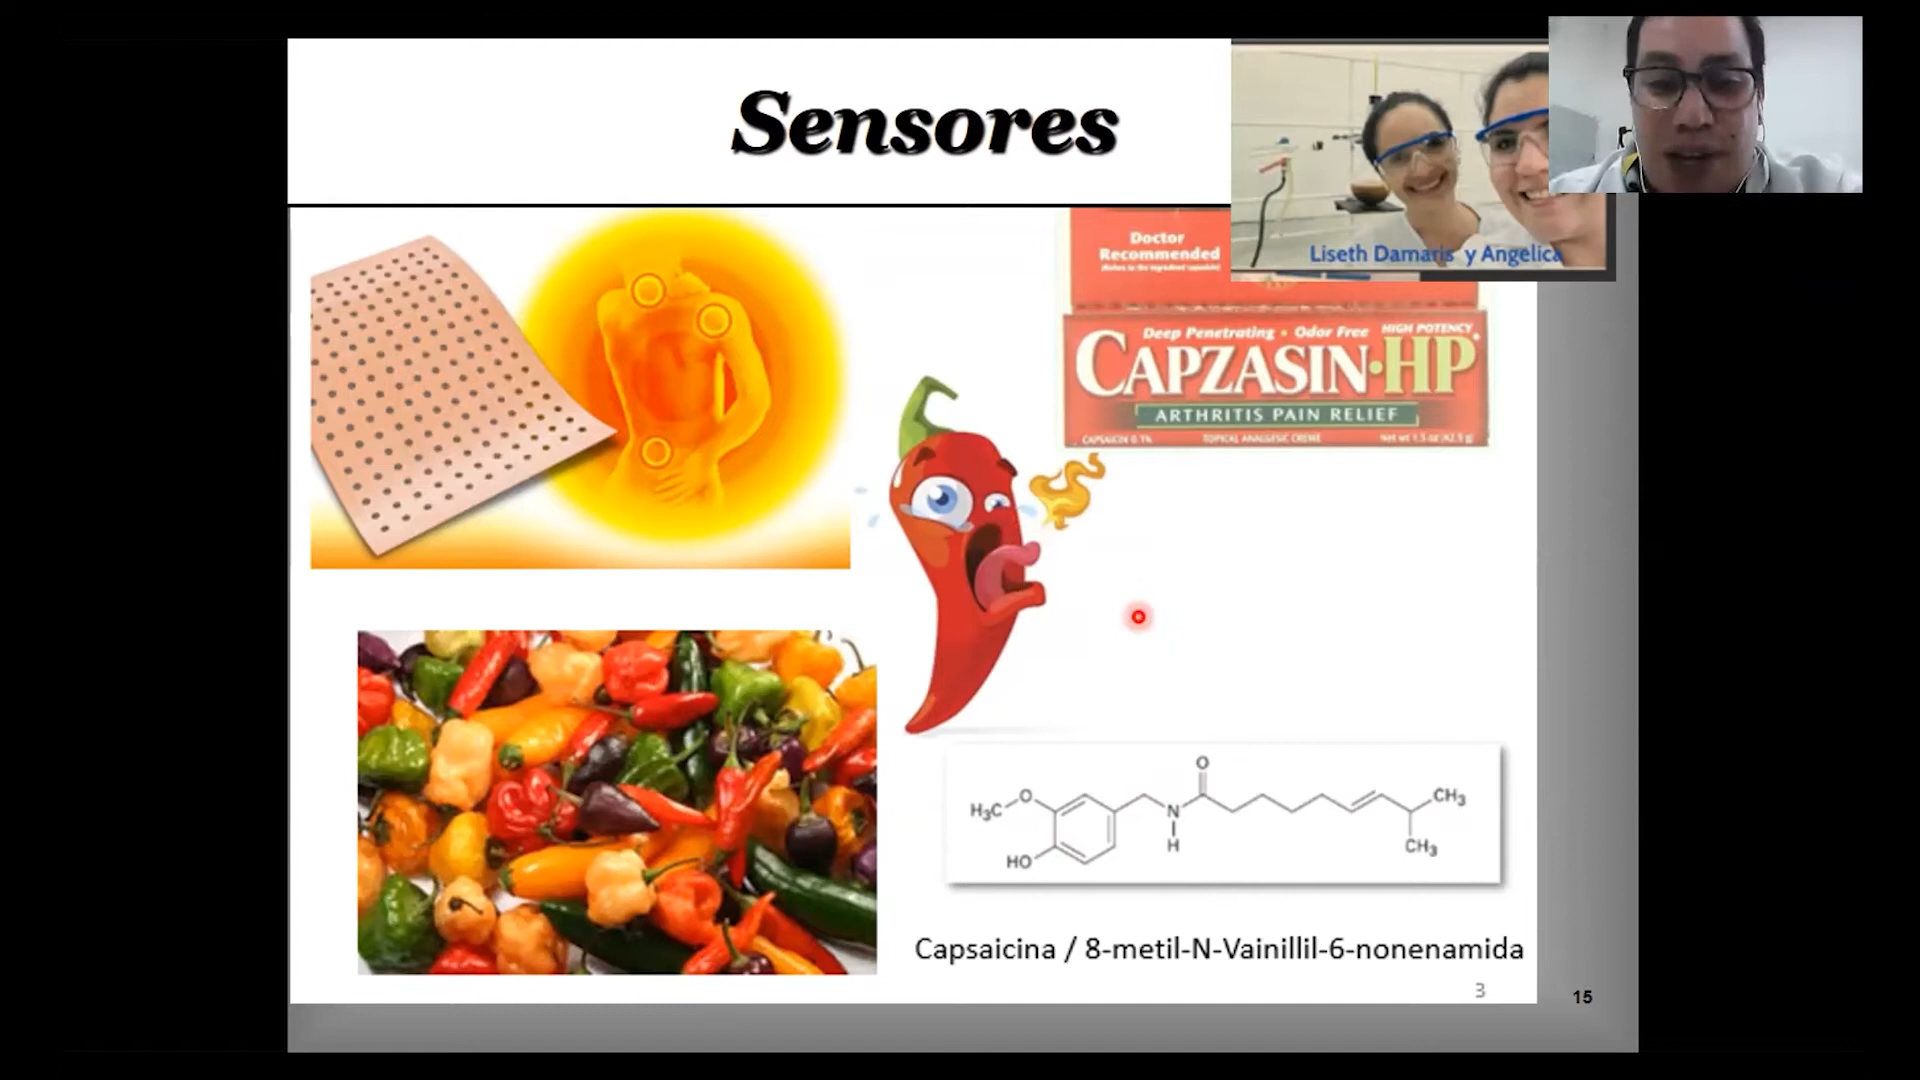 Sensores
Liseth Damaris y Angelica
Doctor
Recommended
Deep Penetrating • Odor Free HIGH POTENCY
CAPZASIN•HP
ARTHRITIS PAIN RELIEF
CAPSAICIN 0.1% TOPICAL ANALGESIC CREME Net wt 1.5 oz (42.5 g)
O
H₃C O N CH₃
H
HO CH₃
Capsaicina / 8-metil-N-Vainillil-6-nonenamida
3
15